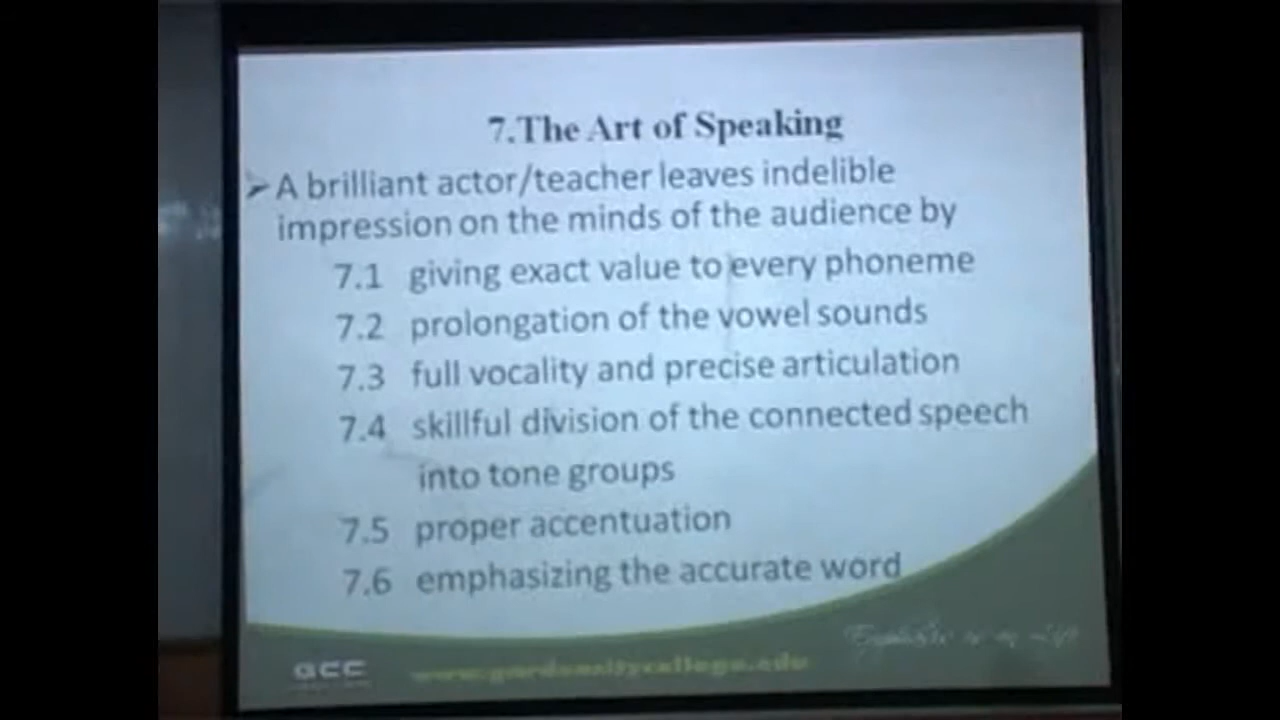 7.The Art of Speaking
➢ A brilliant actor/teacher leaves indelible
impression on the minds of the audience by
7.1 giving exact value to every phoneme
7.2 prolongation of the vowel sounds
7.3 full vocality and precise articulation
7.4 skillful division of the connected speech
into tone groups
7.5 proper accentuation
7.6 emphasizing the accurate word
GCC
www.gardencitycollege.edu